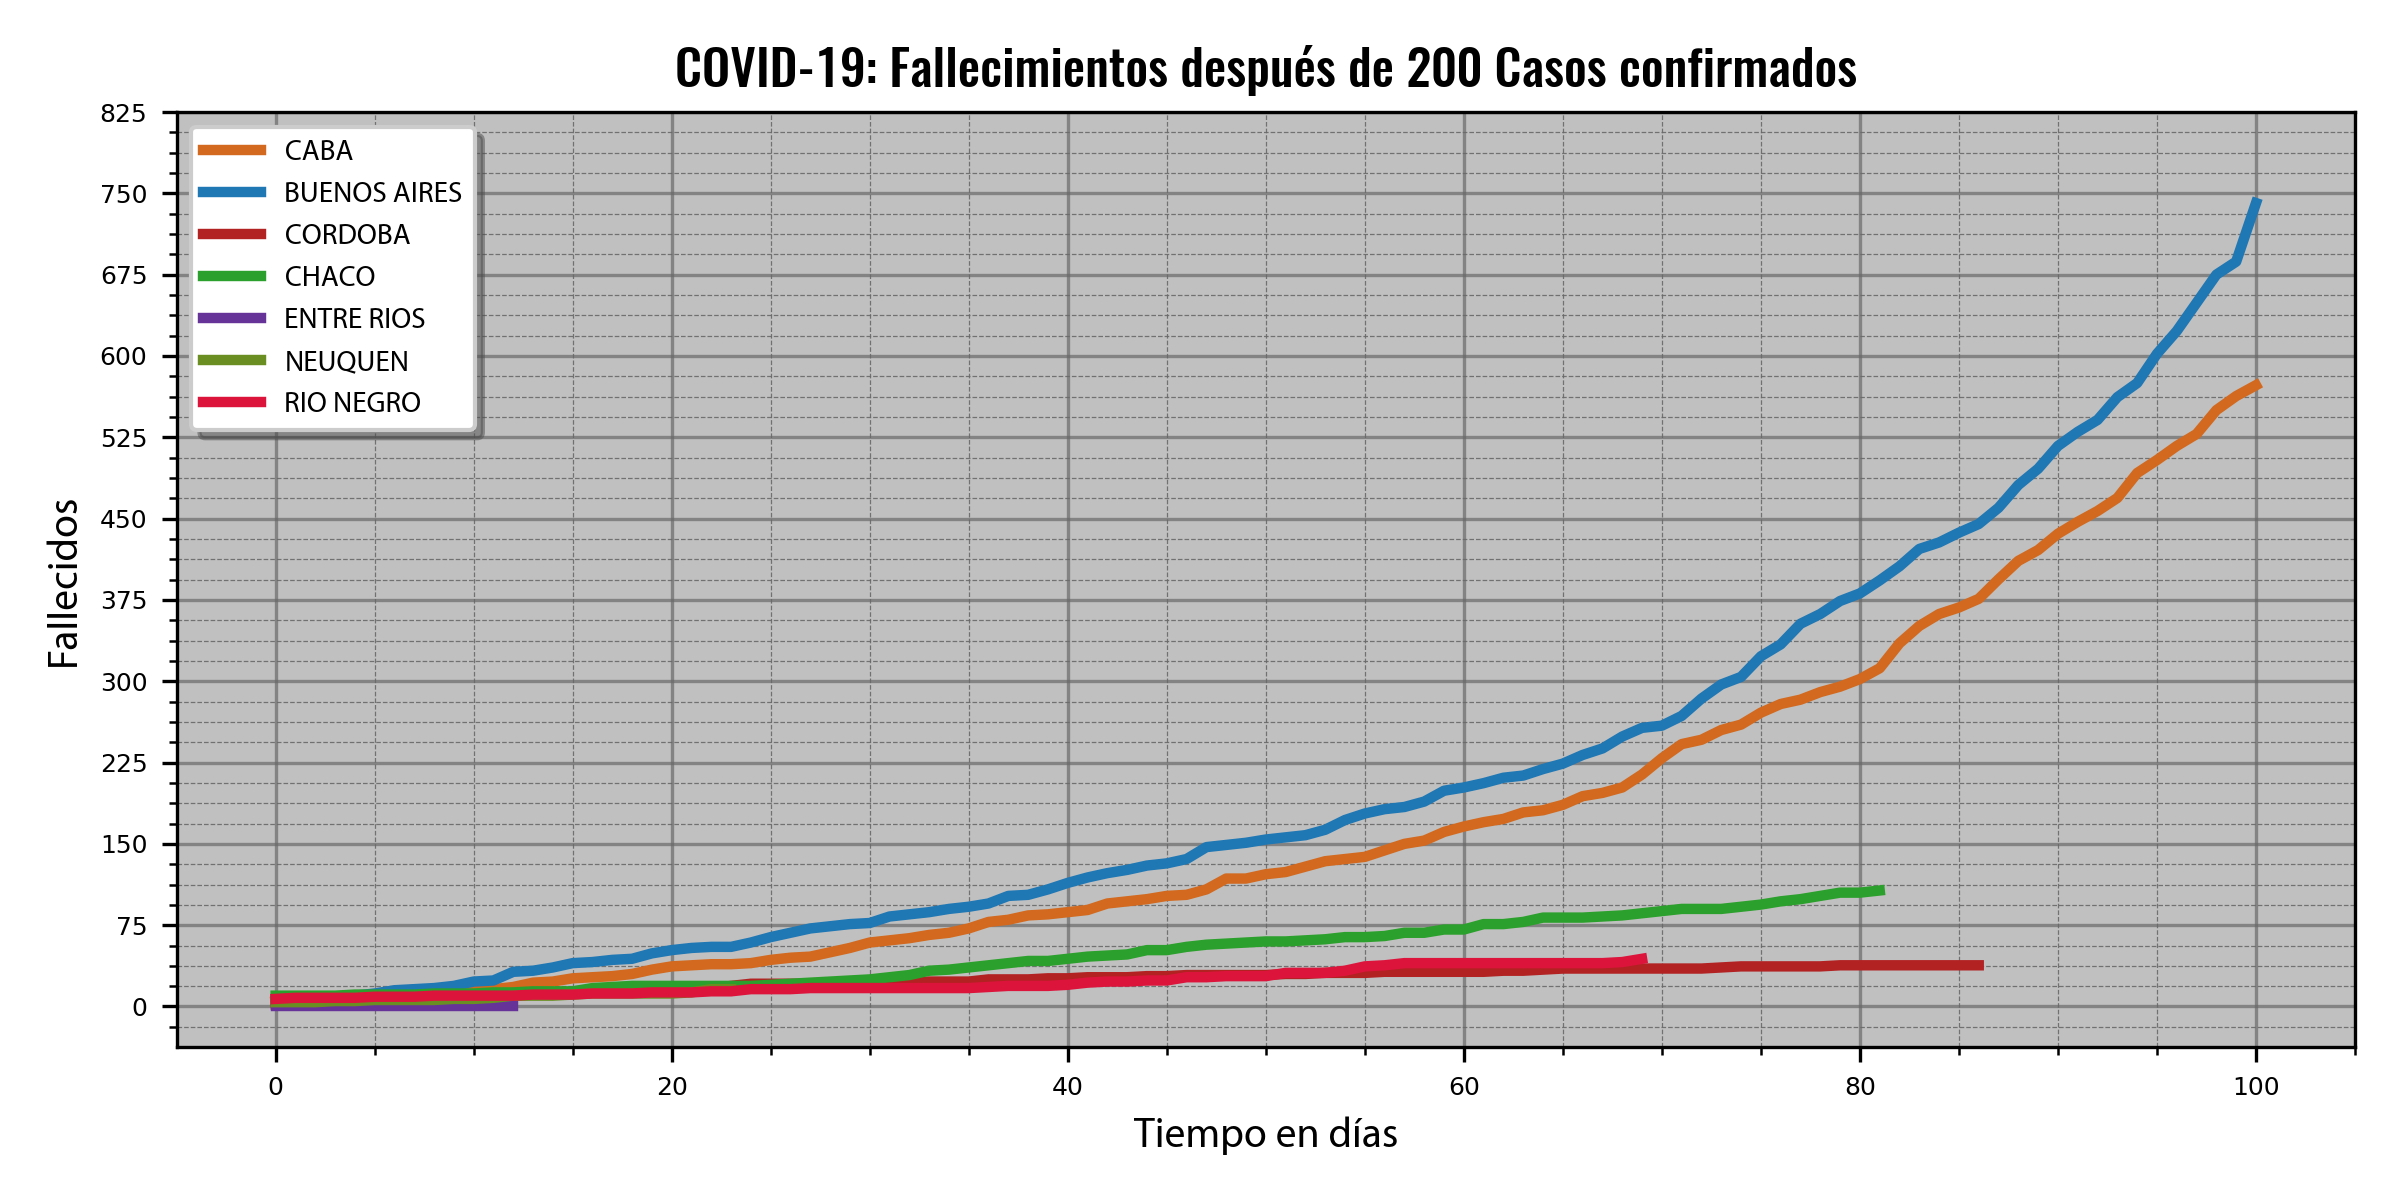 COVID-19: Fallecimientos después de 200 Casos confirmados
825
750
675
600
525
450
375
300
225
150
75
0
Fallecidos
CABA
BUENOS AIRES
CORDOBA
CHACO
ENTRE RIOS
NEUQUEN
RIO NEGRO
0 20 40 60 80 100
Tiempo en días